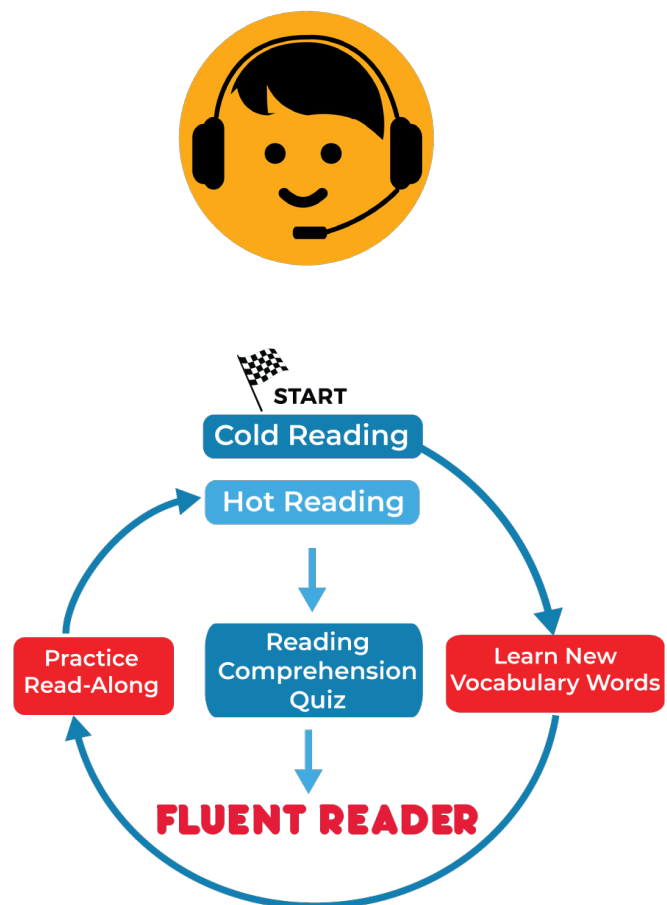 START
Cold Reading
Hot Reading
Practice
Read-Along
Reading
Comprehension
Quiz
Learn New
Vocabulary Words
FLUENT READER